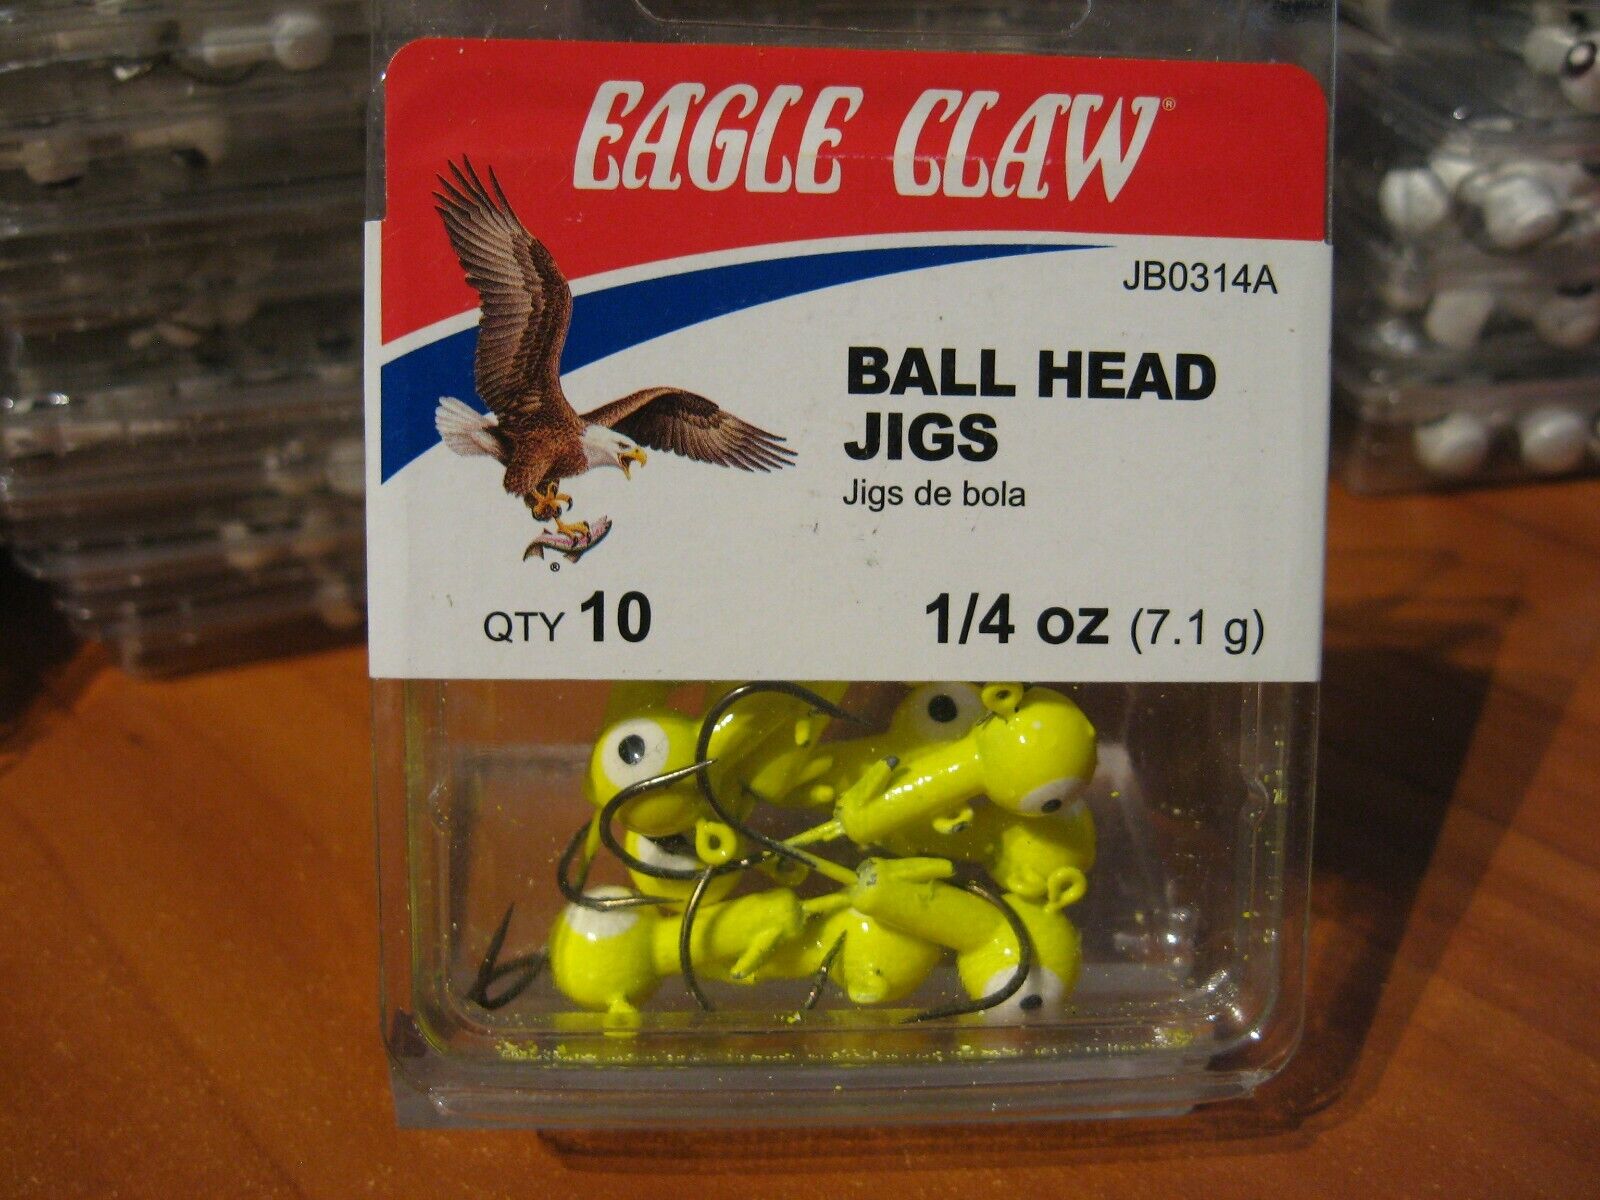 EAGLE CLAW®
JB0314A
BALL HEAD
JIGS
Jigs de bola
®
QTY 10
1/4 oz (7.1 g)